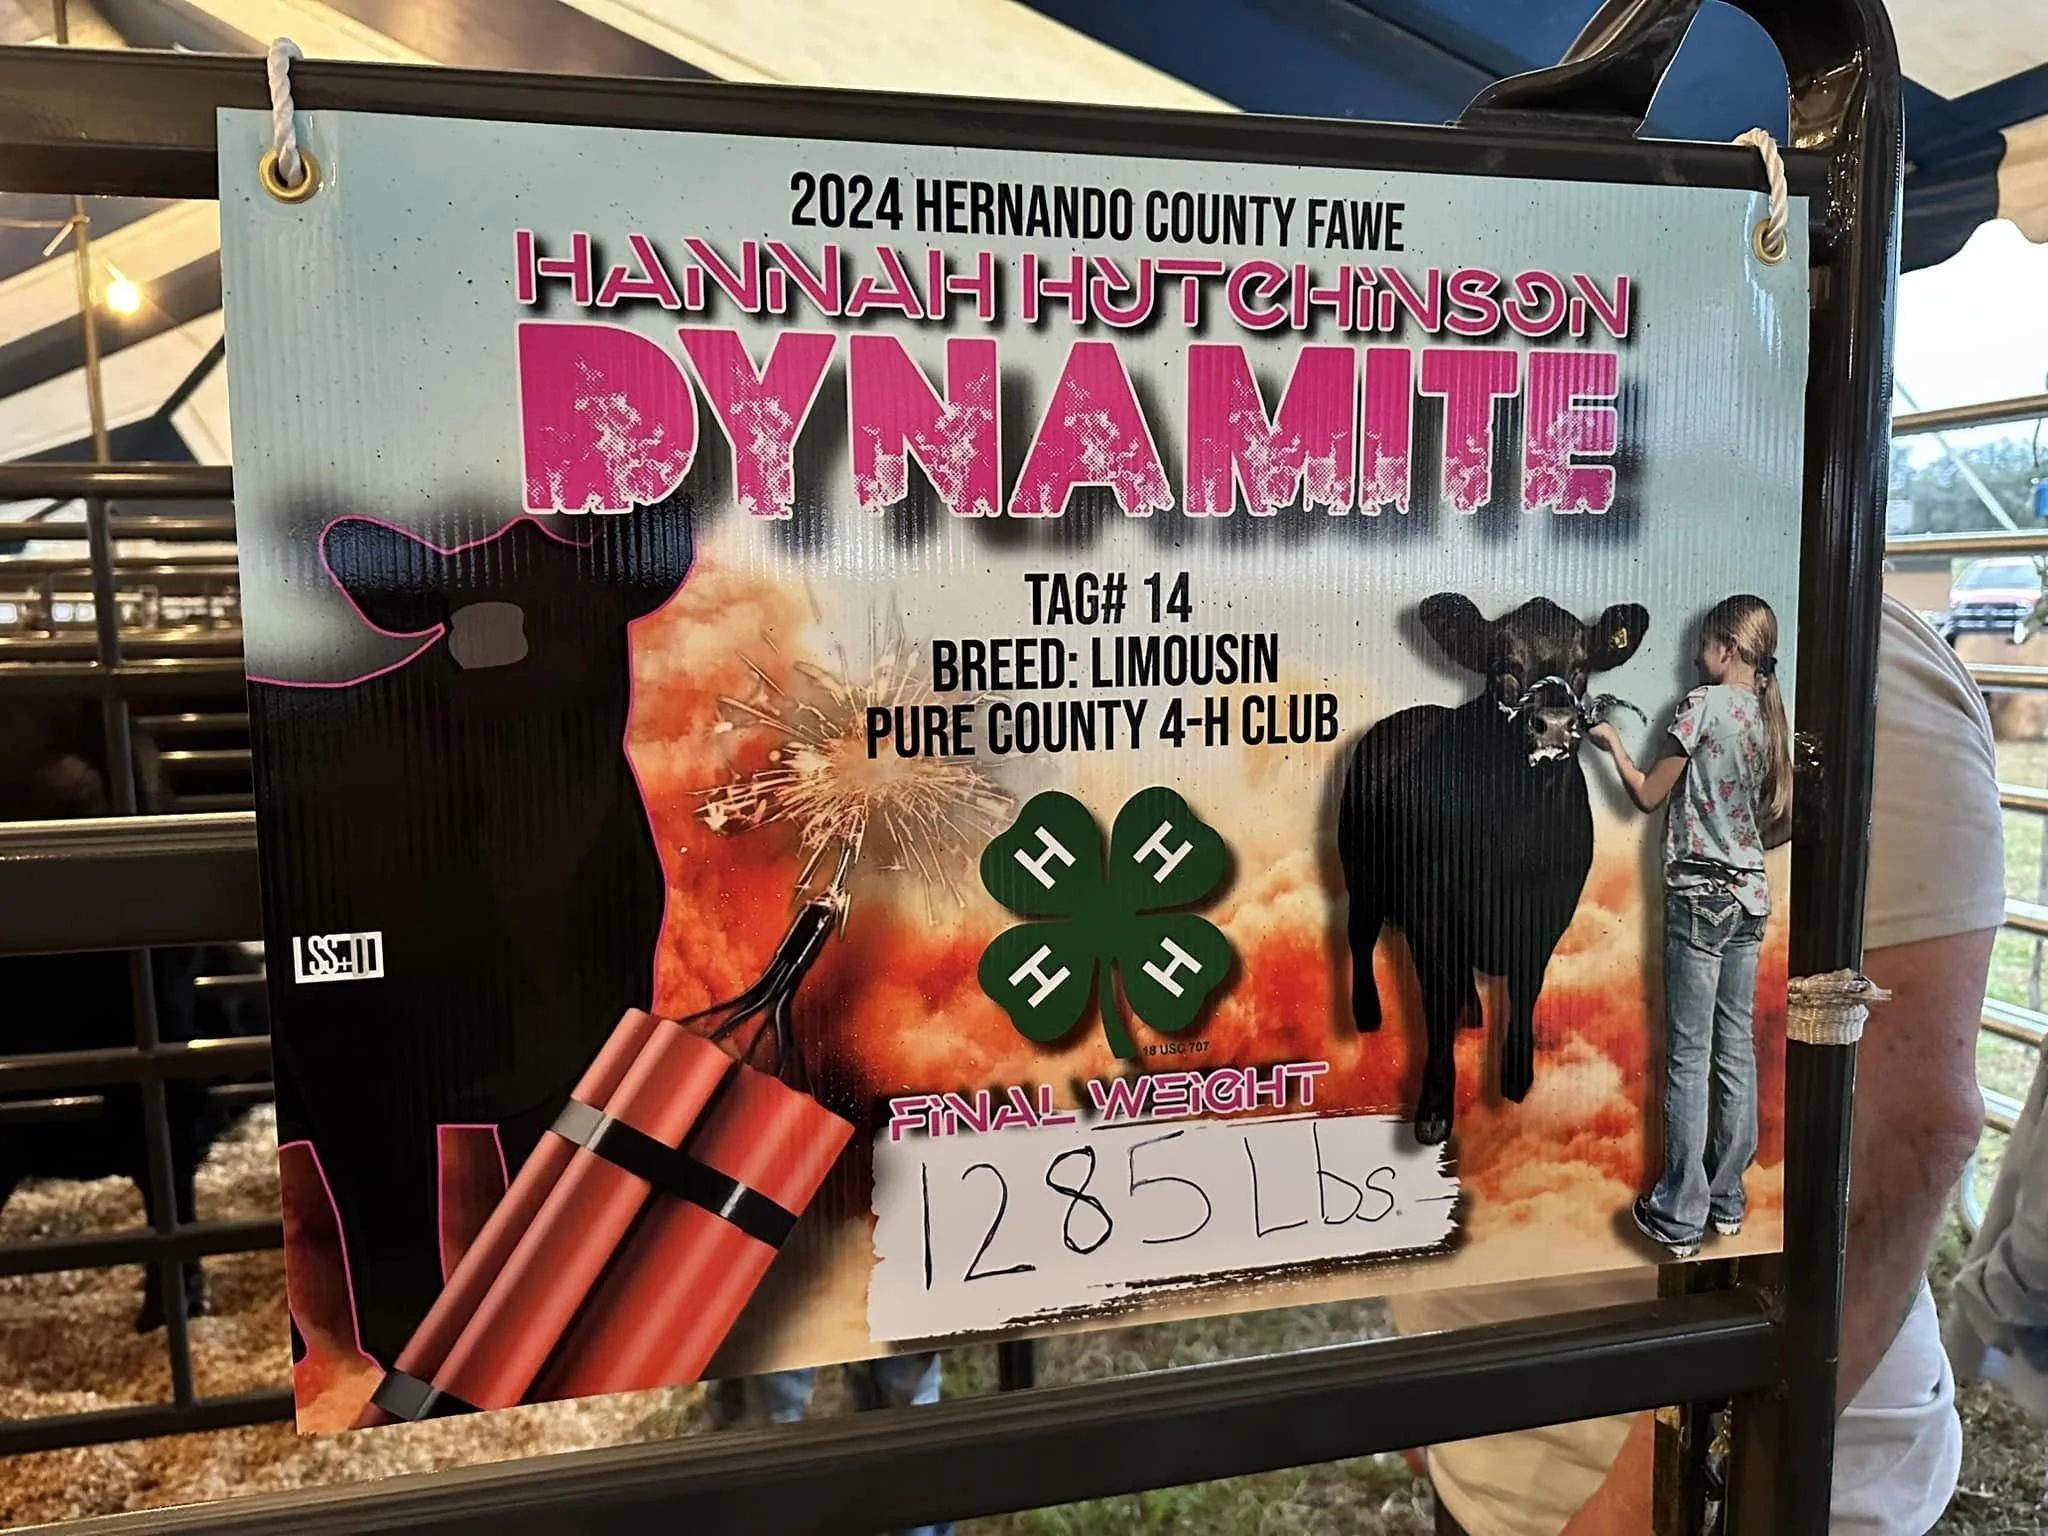 2024 HERNANDO COUNTY FAWE
HANNAH HUTCHINSON
DYNAMITE
TAG# 14
BREED: LIMOUSIN
PURE COUNTY 4-H CLUB
H H
H H
18 USC 707
FINAL WEIGHT
1285 Lbs.